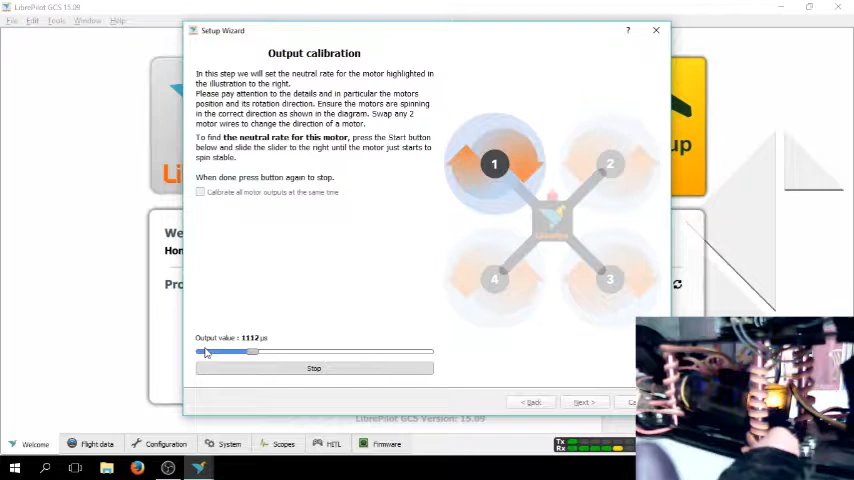 LibrePilot GCS 15.09
File Edit Tools Window Help
Setup Wizard
Output calibration
In this step we will set the neutral rate for the motor highlighted in
the illustration to the right.
Please pay attention to the details and in particular the motors
position and its rotation direction. Ensure the motors are spinning
in the correct direction as shown in the diagram. Swap any 2
motor wires to change the direction of a motor.
To find the neutral rate for this motor, press the Start button
below and slide the slider to the right until the motor just starts to
spin stable.
When done press button again to stop.
Calibrate all motor outputs at the same time
1
2
4
3
Output value : 1112 µs
Stop
< Back Next > Ca
Li
up
We
Hon
Pro
LibrePilot GCS Version: 15.09
Welcome Flight data Configuration System Scopes HITL Firmware
Tx
Rx